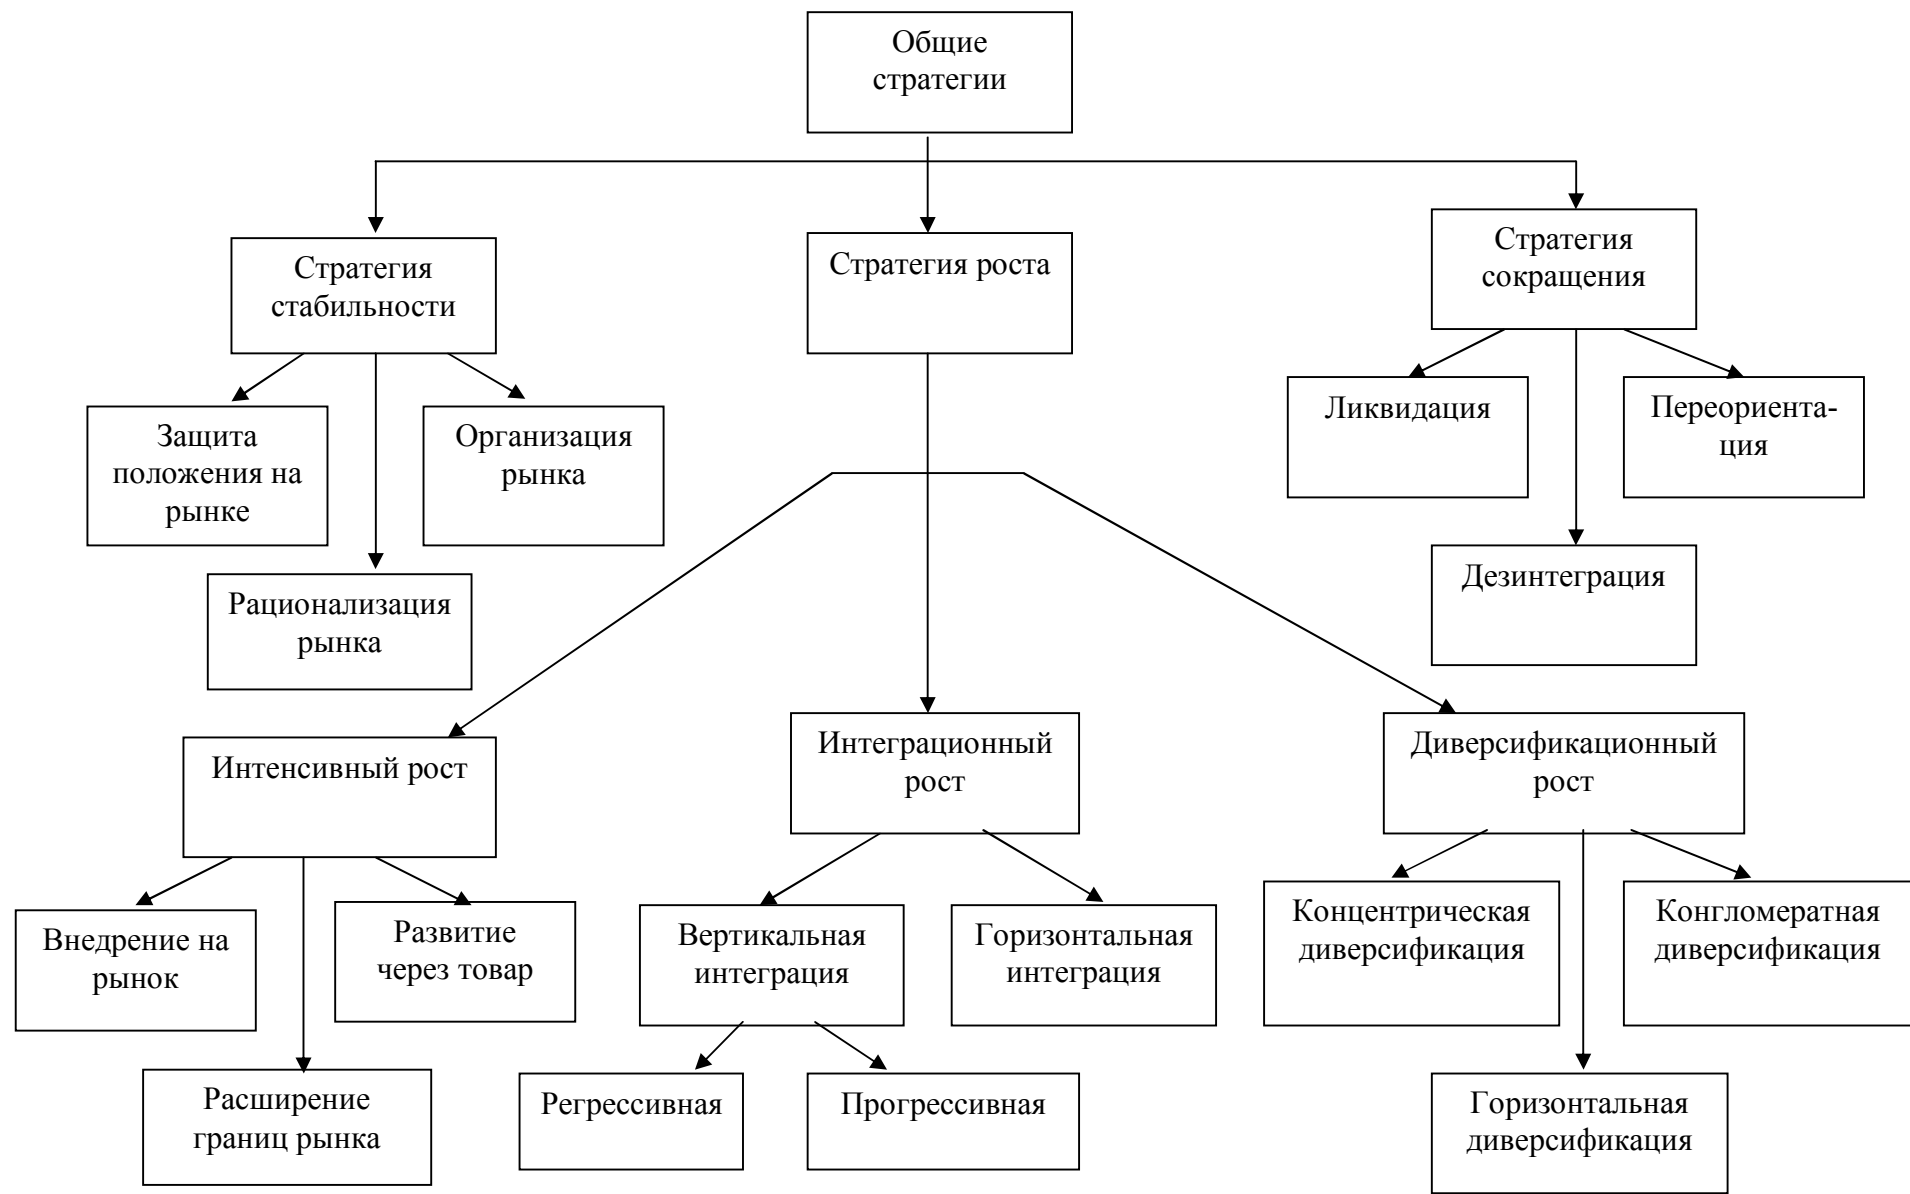 Общие
стратегии
Стратегия
стабильности
Стратегия роста
Стратегия
сокращения
Защита
положения на
рынке
Организация
рынка
Рационализация
рынка
Ликвидация
Переориента-
ция
Дезинтеграция
Интенсивный рост
Интеграционный
рост
Диверсификационный
рост
Внедрение на
рынок
Развитие
через товар
Расширение
границ рынка
Вертикальная
интеграция
Горизонтальная
интеграция
Регрессивная
Прогрессивная
Концентрическая
диверсификация
Конгломератная
диверсификация
Горизонтальная
диверсификация